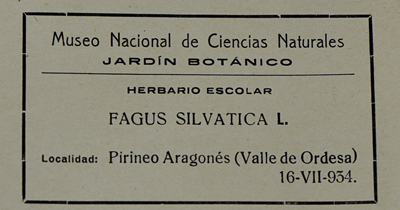 Museo Nacional de Ciencias Naturales
JARDÍN BOTÁNICO
HERBARIO ESCOLAR
FAGUS SILVATICA L.
Localidad: Pirineo Aragonés (Valle de Ordesa)
16-VII-934.